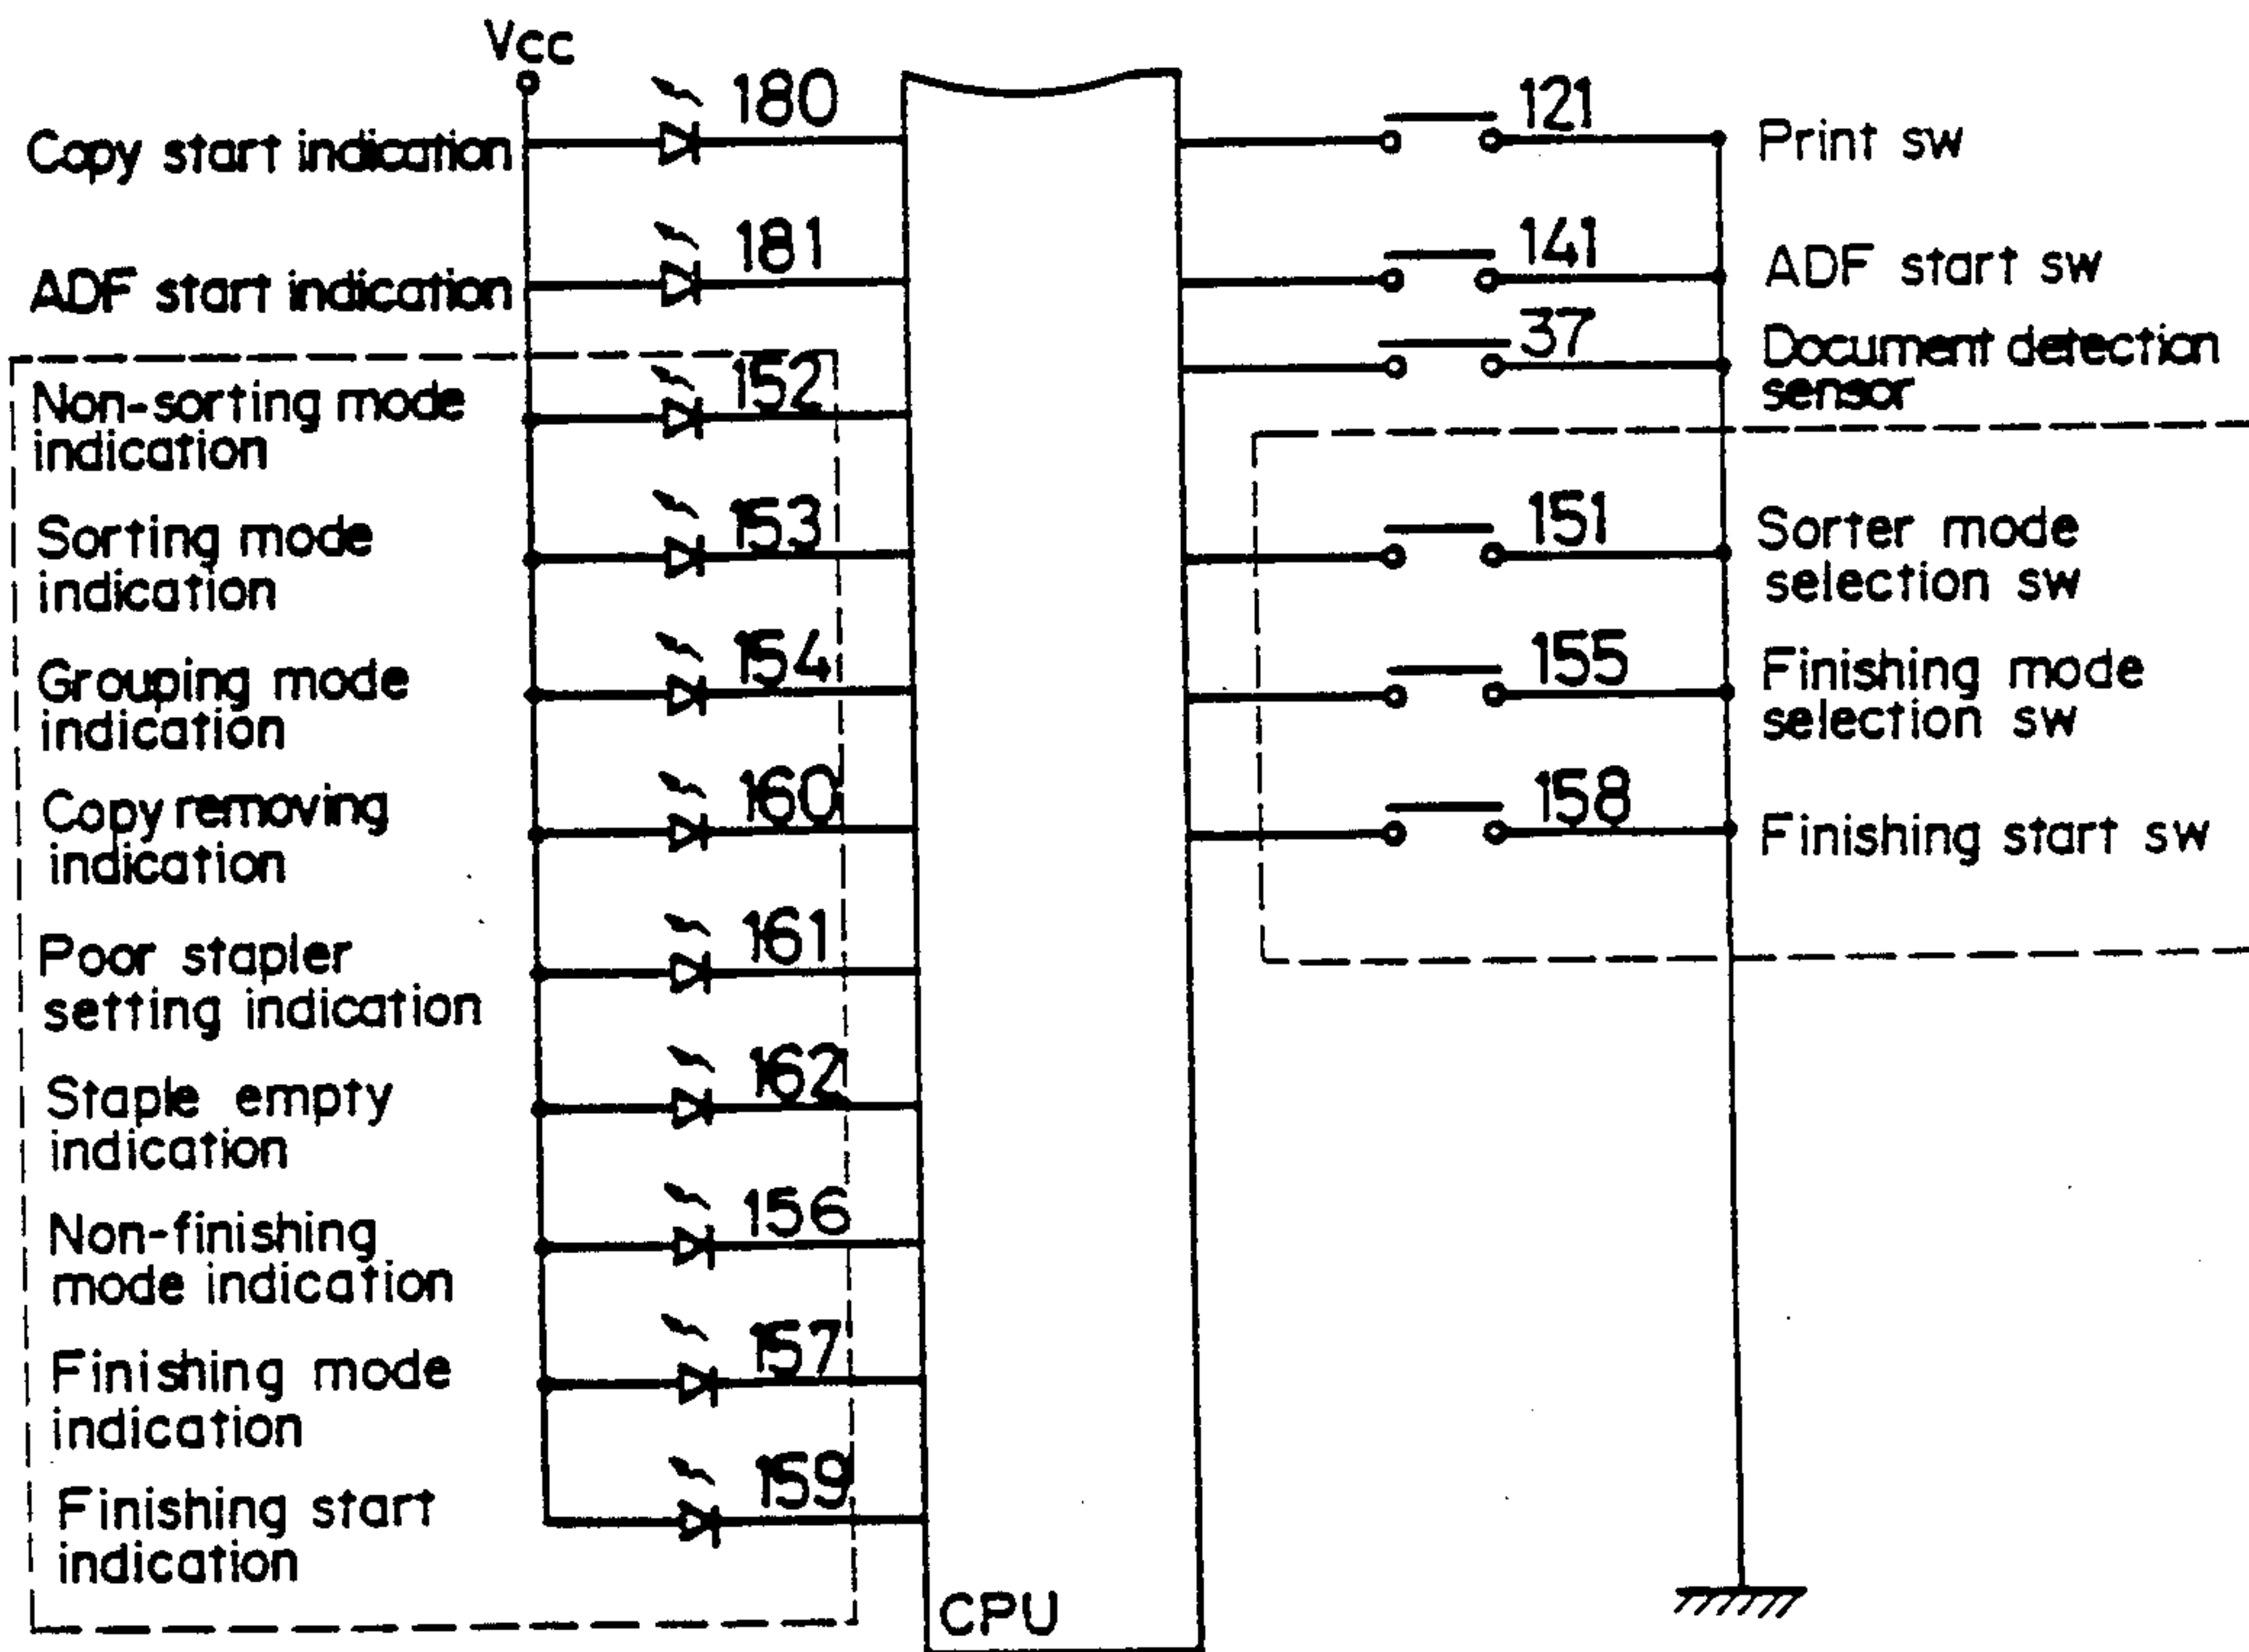 Vcc
Copy start indication
180
ADF start indication
181
Non-sorting mode
indication
152
Sorting mode
indication
153
Grouping mode
indication
154
Copy removing
indication
160
Poor stapler
setting indication
161
Staple empty
indication
162
Non-finishing
mode indication
156
Finishing mode
indication
157
Finishing start
indication
159
CPU
121
Print sw
141
ADF start sw
37
Document detection
sensor
151
Sorter mode
selection sw
155
Finishing mode
selection sw
158
Finishing start sw